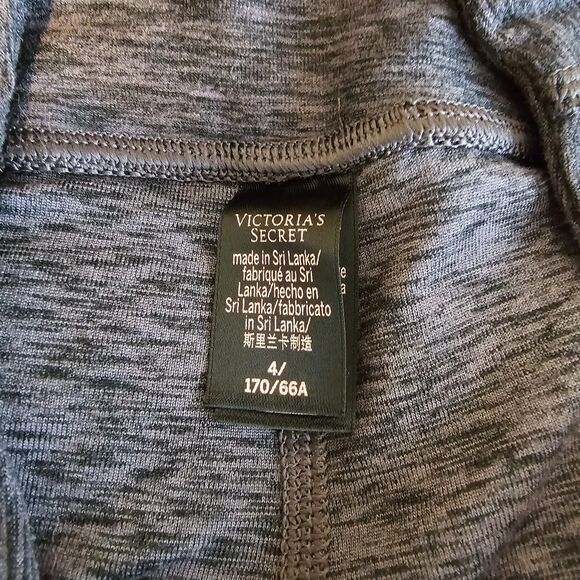 VICTORIA'S
SECRET
made in Sri Lanka/
fabriqué au Sri
Lanka/hecho en
Sri Lanka/fabbricato
in Sri Lanka/
斯里兰卡制造
4/
170/66A
e
a